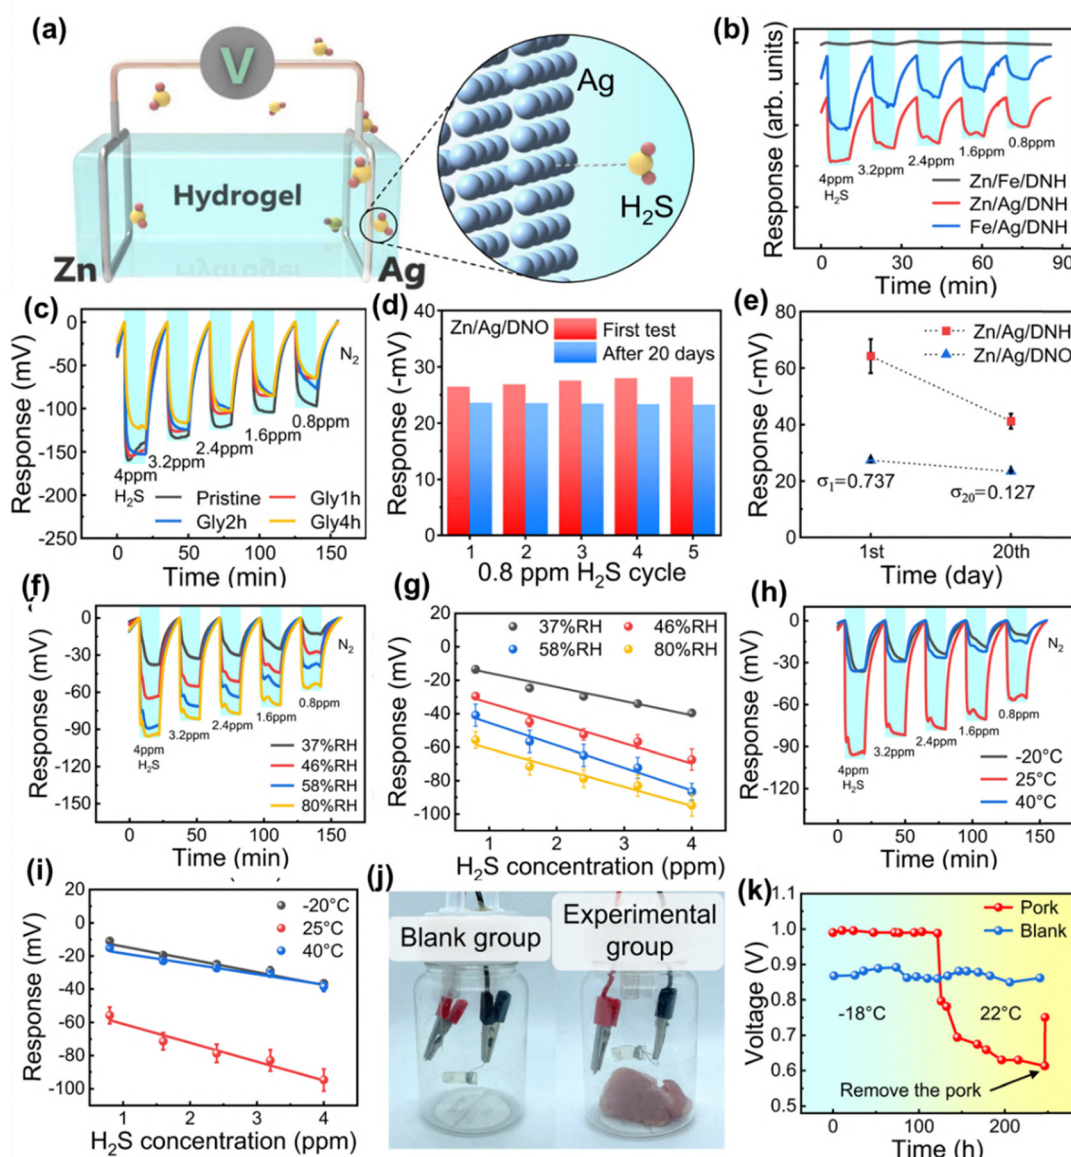 (a)
V
Hydrogel
Zn
Ag
Ag
H₂S
(b)
Response (arb. units)
4ppm
H₂S
3.2ppm
2.4ppm
1.6ppm
0.8ppm
Zn/Fe/DNH
Zn/Ag/DNH
Fe/Ag/DNH
0 30 60 90
Time (min)
(c)
Response (mV)
0
-50
-100
-150
-200
-250
N₂
4ppm
H₂S
3.2ppm
2.4ppm
1.6ppm
0.8ppm
Pristine
Gly1h
Gly2h
Gly4h
0 50 100 150
Time (min)
(d)
Response (-mV)
40
30
20
10
0
Zn/Ag/DNO
First test
After 20 days
1 2 3 4 5
0.8 ppm H₂S cycle
(e)
Response (-mV)
80
60
40
20
0
Zn/Ag/DNH
Zn/Ag/DNO
σ₁=0.737
σ₂₀=0.127
1st 20th
Time (day)
(f)
Response (mV)
0
-30
-60
-90
-120
-150
N₂
4ppm
H₂S
3.2ppm
2.4ppm
1.6ppm
0.8ppm
37%RH
46%RH
58%RH
80%RH
0 50 100 150
Time (min)
(g)
Response (mV)
20
0
-20
-40
-60
-80
-100
37%RH
46%RH
58%RH
80%RH
1 2 3 4
H₂S concentration (ppm)
(h)
Response (mV)
0
-30
-60
-90
-120
N₂
4ppm
H₂S
3.2ppm
2.4ppm
1.6ppm
0.8ppm
-20°C
25°C
40°C
0 50 100 150
Time (min)
(i)
Response (mV)
20
0
-20
-40
-60
-80
-100
-20°C
25°C
40°C
1 2 3 4
H₂S concentration (ppm)
(j)
Blank group
Experimental
group
(k)
Voltage (V)
1.1
1.0
0.9
0.8
0.7
0.6
0.5
Pork
Blank
-18°C
22°C
Remove the pork
0 100 200
Time (h)